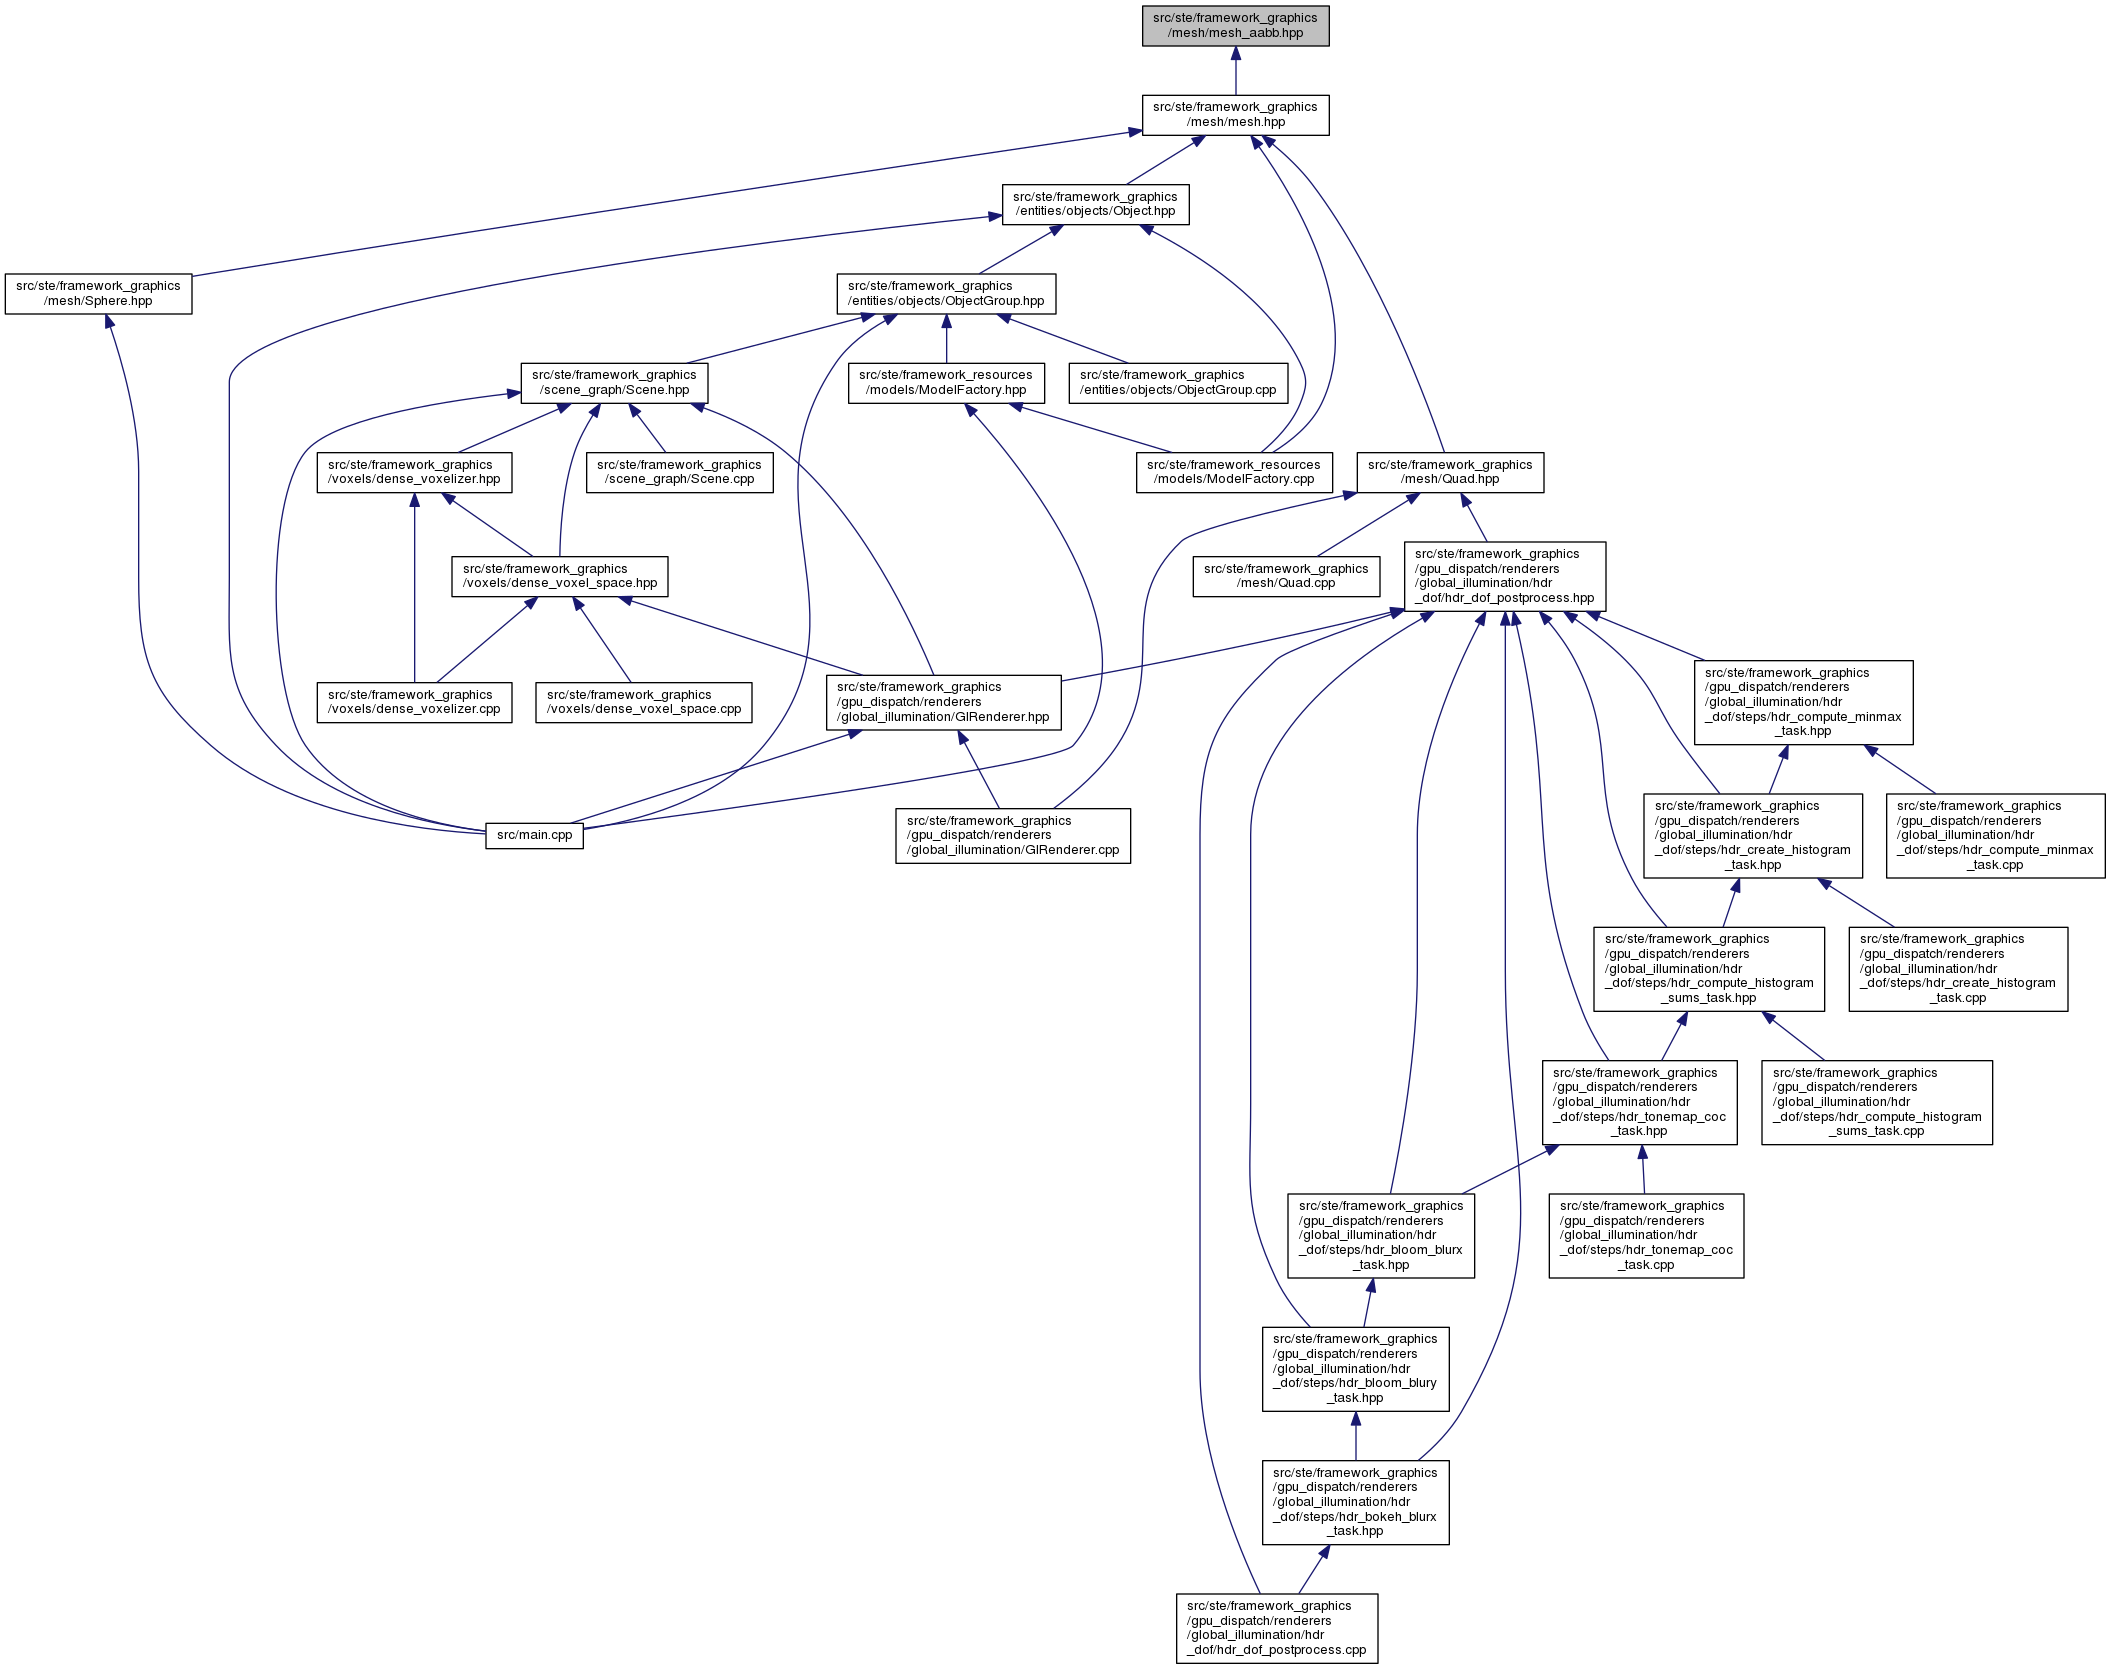 src/ste/framework_graphics
/mesh/mesh_aabb.hpp
src/ste/framework_graphics
/mesh/mesh.hpp
src/ste/framework_graphics
/entities/objects/Object.hpp
src/ste/framework_graphics
/mesh/Sphere.hpp
src/ste/framework_graphics
/entities/objects/ObjectGroup.hpp
src/ste/framework_graphics
/scene_graph/Scene.hpp
src/ste/framework_resources
/models/ModelFactory.hpp
src/ste/framework_graphics
/entities/objects/ObjectGroup.cpp
src/ste/framework_graphics
/voxels/dense_voxelizer.hpp
src/ste/framework_graphics
/scene_graph/Scene.cpp
src/ste/framework_resources
/models/ModelFactory.cpp
src/ste/framework_graphics
/mesh/Quad.hpp
src/ste/framework_graphics
/voxels/dense_voxel_space.hpp
src/ste/framework_graphics
/mesh/Quad.cpp
src/ste/framework_graphics
/gpu_dispatch/renderers
/global_illumination/hdr
_dof/hdr_dof_postprocess.hpp
src/ste/framework_graphics
/voxels/dense_voxelizer.cpp
src/ste/framework_graphics
/voxels/dense_voxel_space.cpp
src/ste/framework_graphics
/gpu_dispatch/renderers
/global_illumination/GIRenderer.hpp
src/ste/framework_graphics
/gpu_dispatch/renderers
/global_illumination/hdr
_dof/steps/hdr_compute_minmax
_task.hpp
src/main.cpp
src/ste/framework_graphics
/gpu_dispatch/renderers
/global_illumination/GIRenderer.cpp
src/ste/framework_graphics
/gpu_dispatch/renderers
/global_illumination/hdr
_dof/steps/hdr_create_histogram
_task.hpp
src/ste/framework_graphics
/gpu_dispatch/renderers
/global_illumination/hdr
_dof/steps/hdr_compute_minmax
_task.cpp
src/ste/framework_graphics
/gpu_dispatch/renderers
/global_illumination/hdr
_dof/steps/hdr_compute_histogram
_sums_task.hpp
src/ste/framework_graphics
/gpu_dispatch/renderers
/global_illumination/hdr
_dof/steps/hdr_create_histogram
_task.cpp
src/ste/framework_graphics
/gpu_dispatch/renderers
/global_illumination/hdr
_dof/steps/hdr_tonemap_coc
_task.hpp
src/ste/framework_graphics
/gpu_dispatch/renderers
/global_illumination/hdr
_dof/steps/hdr_compute_histogram
_sums_task.cpp
src/ste/framework_graphics
/gpu_dispatch/renderers
/global_illumination/hdr
_dof/steps/hdr_bloom_blurx
_task.hpp
src/ste/framework_graphics
/gpu_dispatch/renderers
/global_illumination/hdr
_dof/steps/hdr_tonemap_coc
_task.cpp
src/ste/framework_graphics
/gpu_dispatch/renderers
/global_illumination/hdr
_dof/steps/hdr_bloom_blury
_task.hpp
src/ste/framework_graphics
/gpu_dispatch/renderers
/global_illumination/hdr
_dof/steps/hdr_bokeh_blurx
_task.hpp
src/ste/framework_graphics
/gpu_dispatch/renderers
/global_illumination/hdr
_dof/hdr_dof_postprocess.cpp